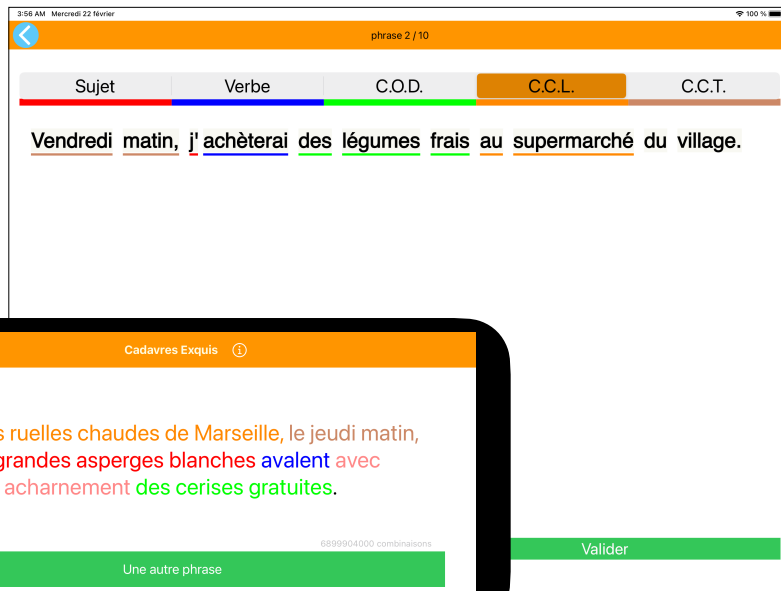 3:56 AM Mercredi 22 février
100 %
phrase 2 / 10
Sujet Verbe C.O.D. C.C.L. C.C.T.
Vendredi matin, j' achèterai des légumes frais au supermarché du village.
Cadavres Exquis
ruelles chaudes de Marseille, le jeudi matin,
grandes asperges blanches avalent avec
acharnement des cerises gratuites.
6899904000 combinaisons
Une autre phrase
Valider